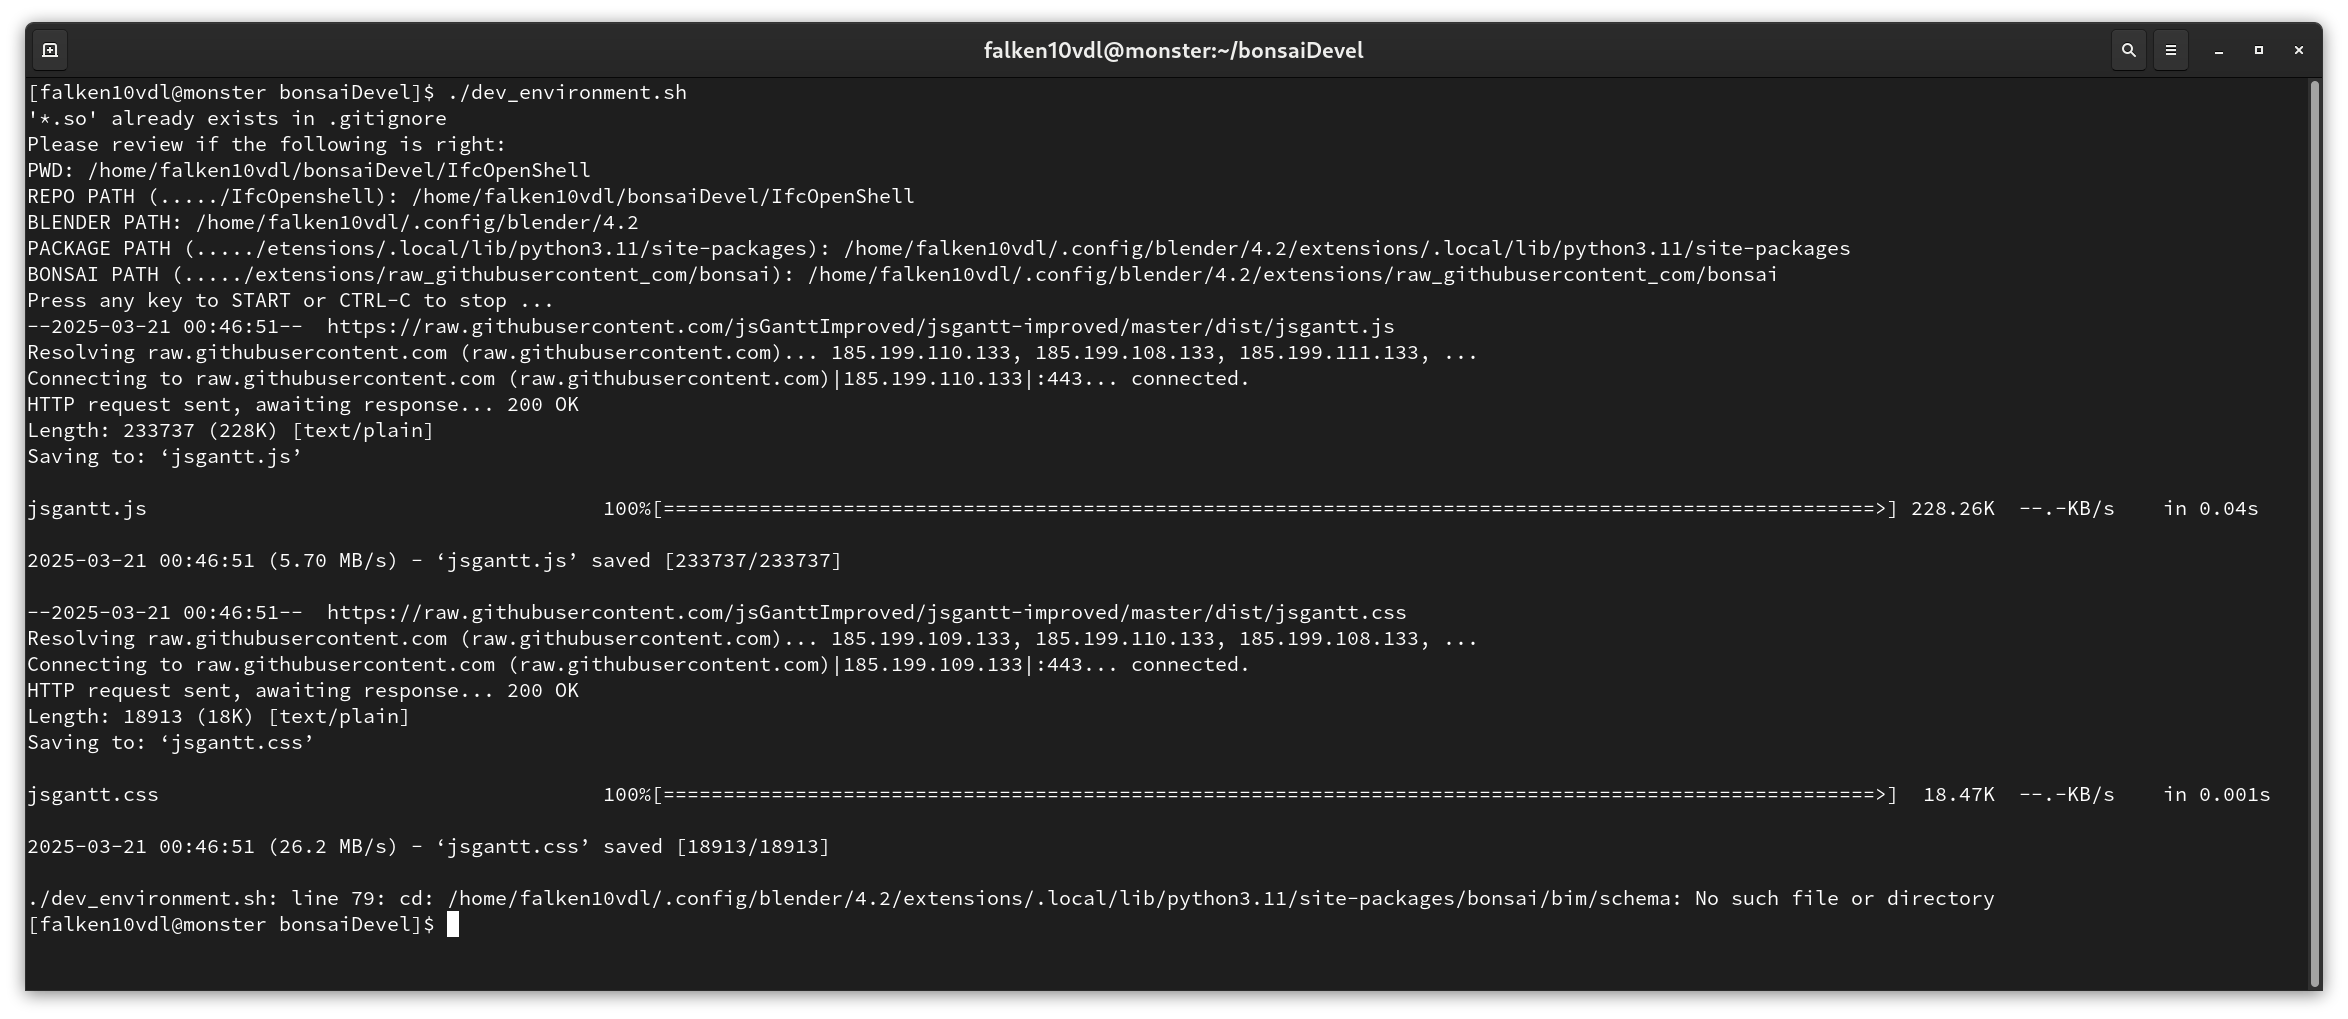 falken10vdl@monster:~/bonsaiDevel
[falken10vdl@monster bonsaiDevel]$ ./dev_environment.sh
'*.so' already exists in .gitignore
Please review if the following is right:
PWD: /home/falken10vdl/bonsaiDevel/IfcOpenShell
REPO PATH (...../IfcOpenshell): /home/falken10vdl/bonsaiDevel/IfcOpenShell
BLENDER PATH: /home/falken10vdl/.config/blender/4.2
PACKAGE PATH (...../etensions/.local/lib/python3.11/site-packages): /home/falken10vdl/.config/blender/4.2/extensions/.local/lib/python3.11/site-packages
BONSAI PATH (...../extensions/raw_githubusercontent_com/bonsai): /home/falken10vdl/.config/blender/4.2/extensions/raw_githubusercontent_com/bonsai
Press any key to START or CTRL-C to stop ...
--2025-03-21 00:46:51--  https://raw.githubusercontent.com/jsGanttImproved/jsgantt-improved/master/dist/jsgantt.js
Resolving raw.githubusercontent.com (raw.githubusercontent.com)... 185.199.110.133, 185.199.108.133, 185.199.111.133, ...
Connecting to raw.githubusercontent.com (raw.githubusercontent.com)|185.199.110.133|:443... connected.
HTTP request sent, awaiting response... 200 OK
Length: 233737 (228K) [text/plain]
Saving to: ‘jsgantt.js’
jsgantt.js 100%[=====================================================================================================>] 228.26K  --.-KB/s    in 0.04s
2025-03-21 00:46:51 (5.70 MB/s) - ‘jsgantt.js’ saved [233737/233737]
--2025-03-21 00:46:51--  https://raw.githubusercontent.com/jsGanttImproved/jsgantt-improved/master/dist/jsgantt.css
Resolving raw.githubusercontent.com (raw.githubusercontent.com)... 185.199.109.133, 185.199.110.133, 185.199.108.133, ...
Connecting to raw.githubusercontent.com (raw.githubusercontent.com)|185.199.109.133|:443... connected.
HTTP request sent, awaiting response... 200 OK
Length: 18913 (18K) [text/plain]
Saving to: ‘jsgantt.css’
jsgantt.css 100%[=====================================================================================================>]  18.47K  --.-KB/s    in 0.001s
2025-03-21 00:46:51 (26.2 MB/s) - ‘jsgantt.css’ saved [18913/18913]
./dev_environment.sh: line 79: cd: /home/falken10vdl/.config/blender/4.2/extensions/.local/lib/python3.11/site-packages/bonsai/bim/schema: No such file or directory
[falken10vdl@monster bonsaiDevel]$